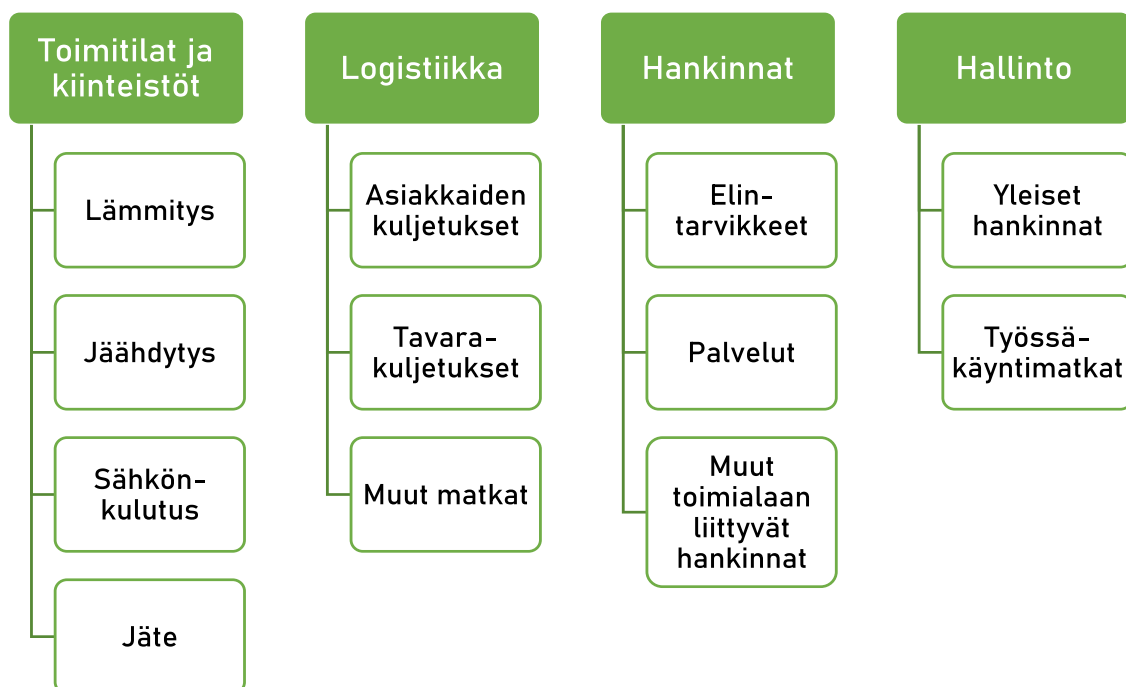 Toimitilat ja
kiinteistöt
Lämmitys
Jäähdytys
Sähkön-
kulutus
Jäte
Logistiikka
Asiakkaiden
kuljetukset
Tavara-
kuljetukset
Muut matkat
Hankinnat
Elin-
tarvikkeet
Palvelut
Muut
toimialaan
liittyvät
hankinnat
Hallinto
Yleiset
hankinnat
Työssä-
käyntimatkat